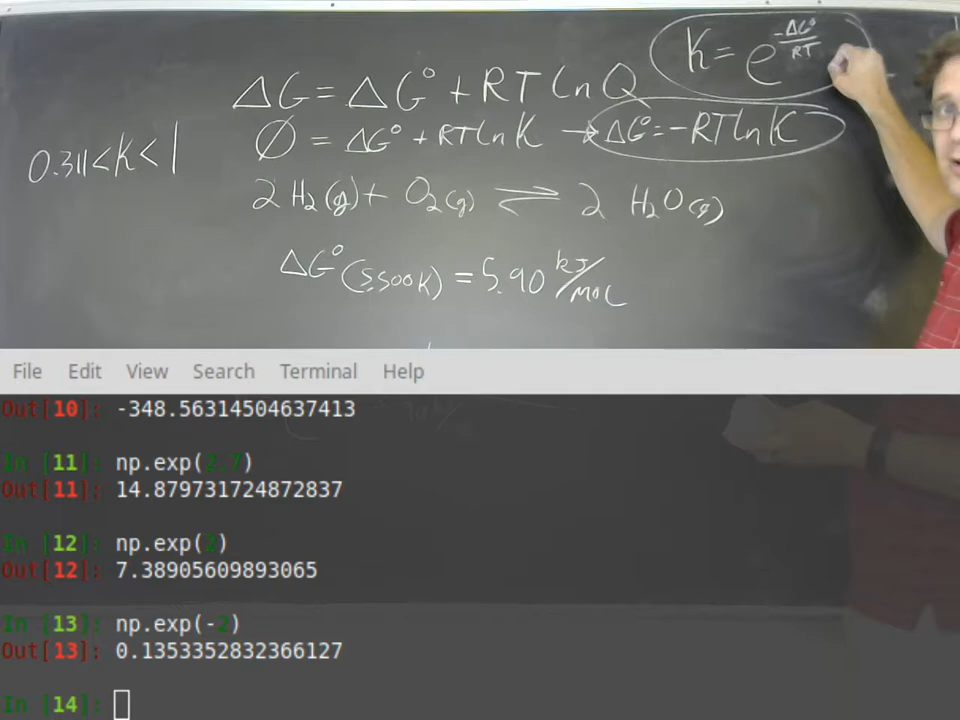 K = e^(-ΔG°/RT)
ΔG = ΔG° + RT ln Q
0.311 < K < 1
∅ = ΔG° + RT ln K → ΔG° = -RT ln K
2 H₂(g) + O₂(g) ⇌ 2 H₂O(g)
ΔG°(5500K) = 5.90 kJ/mol
File Edit View Search Terminal Help
Out[10]: -348.56314504637413
In [11]: np.exp(2.7)
Out[11]: 14.879731724872837
In [12]: np.exp(2)
Out[12]: 7.38905609893065
In [13]: np.exp(-2)
Out[13]: 0.1353352832366127
In [14]: